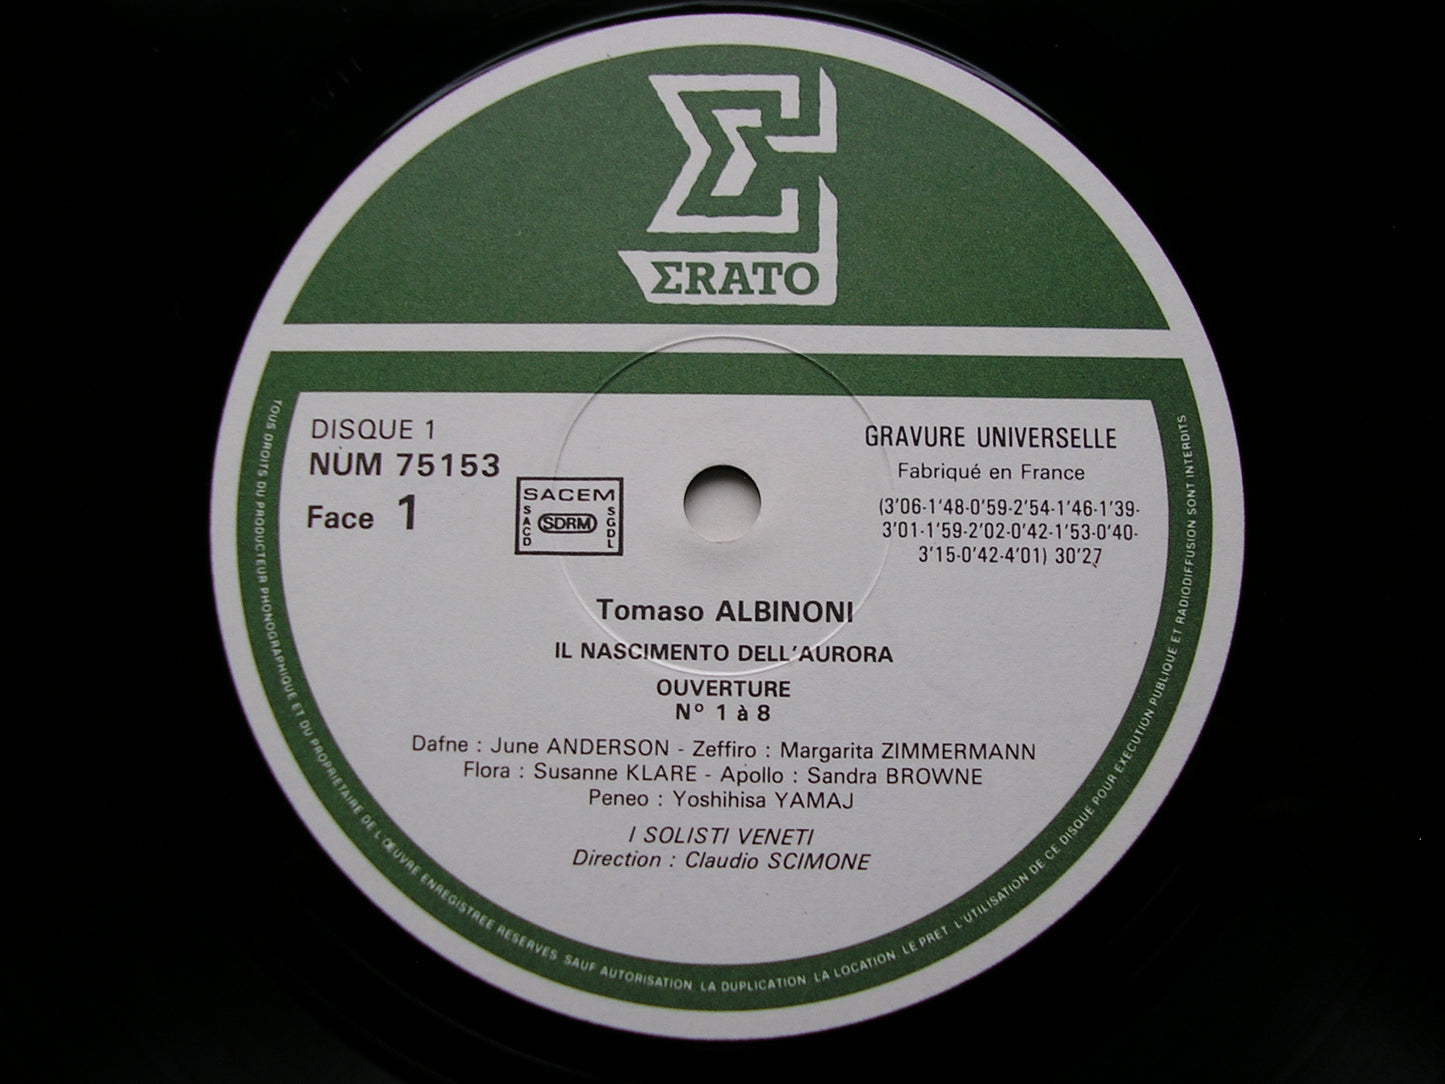 ΣRATO
DISQUE 1
NUM 75153
Face 1
SACEM
SACD
SDRM
SGDL
GRAVURE UNIVERSELLE
Fabriqué en France
(3'06-1'48-0'59-2'54-1'46-1'39-
3'01-1'59-2'02-0'42-1'53-0'40-
3'15-0'42-4'01) 30'27
Tomaso ALBINONI
IL NASCIMENTO DELL'AURORA
OUVERTURE
N° 1 à 8
Dafne : June ANDERSON - Zeffiro : Margarita ZIMMERMANN
Flora : Susanne KLARE - Apollo : Sandra BROWNE
Peneo : Yoshihisa YAMAJ
I SOLISTI VENETI
Direction : Claudio SCIMONE
TOUS DROITS DU PRODUCTEUR PHONOGRAPHIQUE ET DU PROPRIETAIRE DE L'ŒUVRE ENREGISTREE RESERVES SAUF AUTORISATION LA DUPLICATION LA LOCATION LE PRET L'UTILISATION DE CE DISQUE POUR EXECUTION PUBLIQUE ET RADIODIFFUSION SONT INTERDITS